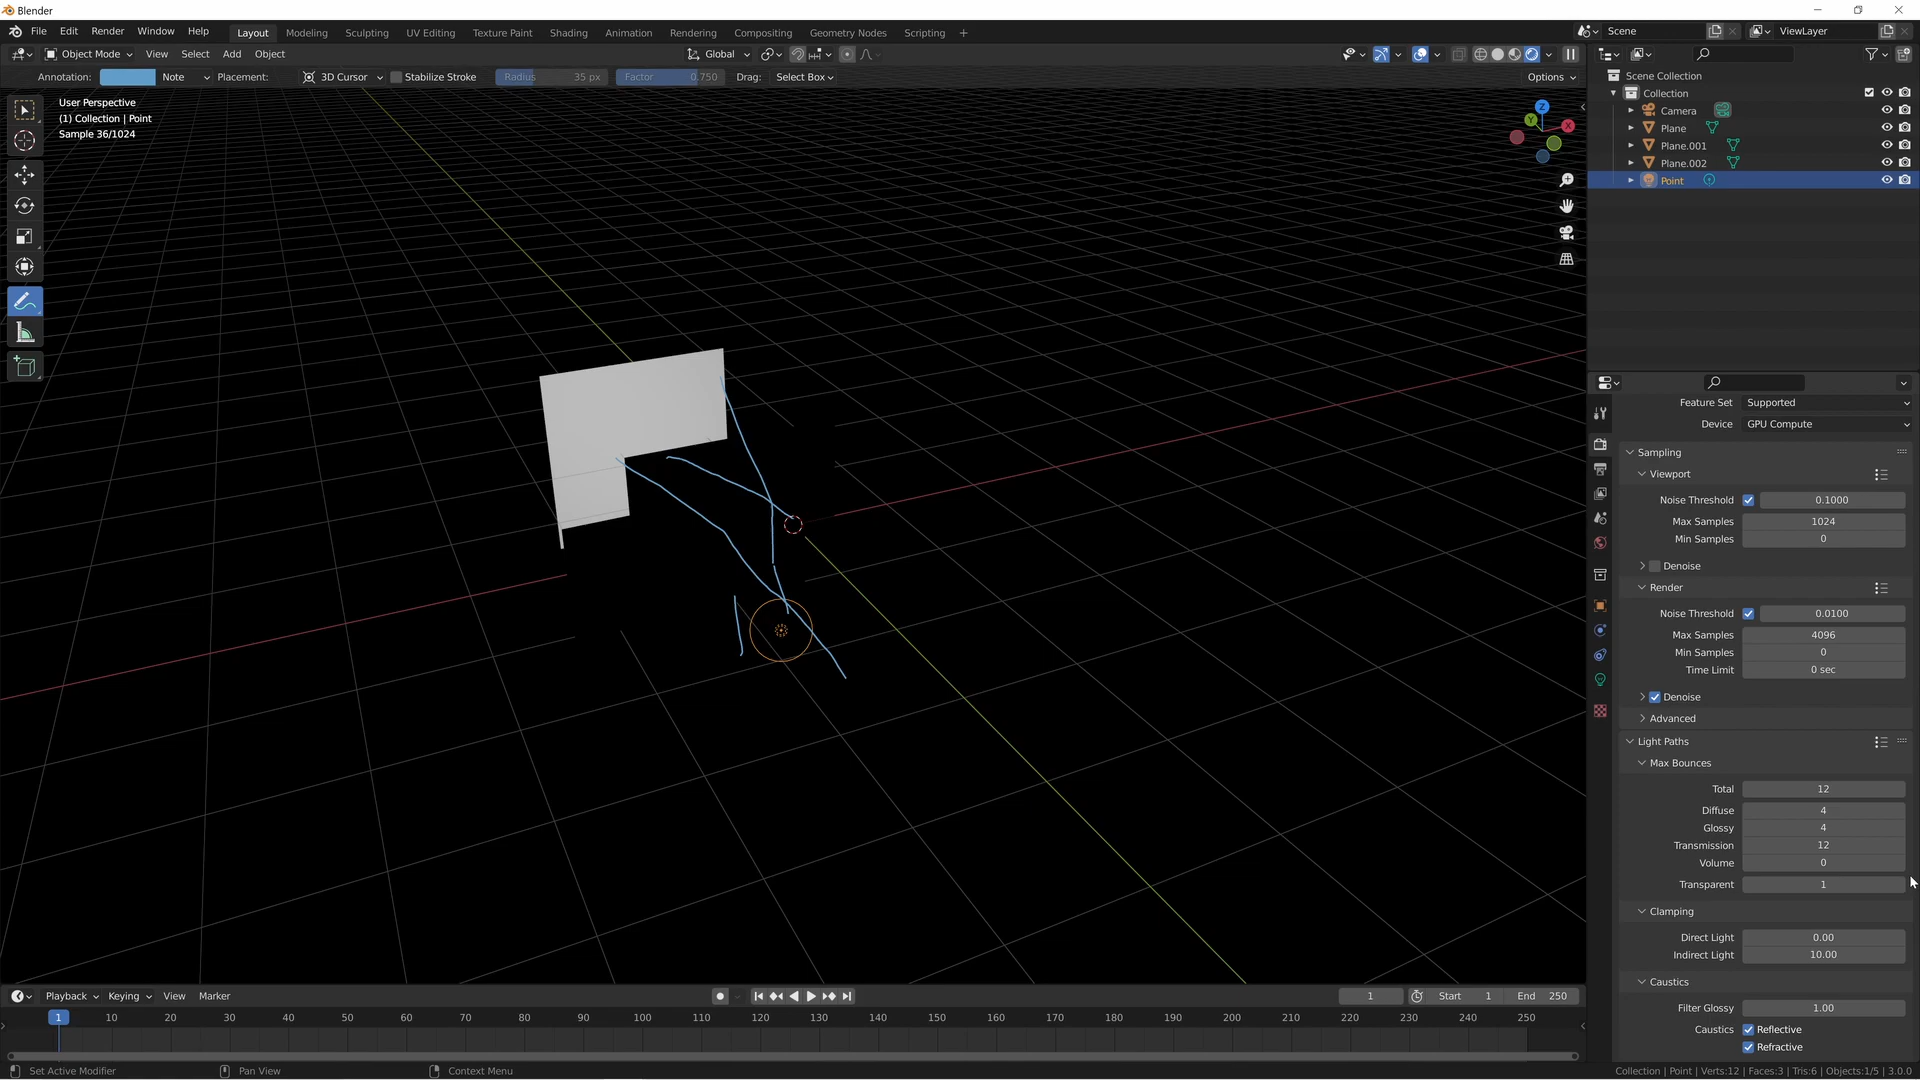 Blender
File Edit Render Window Help Layout Modeling Sculpting UV Editing Texture Paint Shading Animation Rendering Compositing Geometry Nodes Scripting + Scene ViewLayer
Object Mode View Select Add Object Global
Annotation: Note Placement: 3D Cursor Stabilize Stroke Radius 35 px Factor 0.750 Drag: Select Box Options
User Perspective
(1) Collection | Point
Sample 36/1024
Z
Y
X
Scene Collection
Collection
Camera
Plane
Plane.001
Plane.002
Point
Feature Set Supported
Device GPU Compute
Sampling
Viewport
Noise Threshold 0.1000
Max Samples 1024
Min Samples 0
Denoise
Render
Noise Threshold 0.0100
Max Samples 4096
Min Samples 0
Time Limit 0 sec
Denoise
Advanced
Light Paths
Max Bounces
Total 12
Diffuse 4
Glossy 4
Transmission 12
Volume 0
Transparent 1
Clamping
Direct Light 0.00
Indirect Light 10.00
Caustics
Filter Glossy 1.00
Caustics Reflective
Refractive
Playback Keying View Marker 1 Start 1 End 250
1 10 20 30 40 50 60 70 80 90 100 110 120 130 140 150 160 170 180 190 200 210 220 230 240 250
Set Active Modifier Pan View Context Menu Collection | Point | Verts:12 | Faces:3 | Tris:6 | Objects:1/5 | 3.0.0